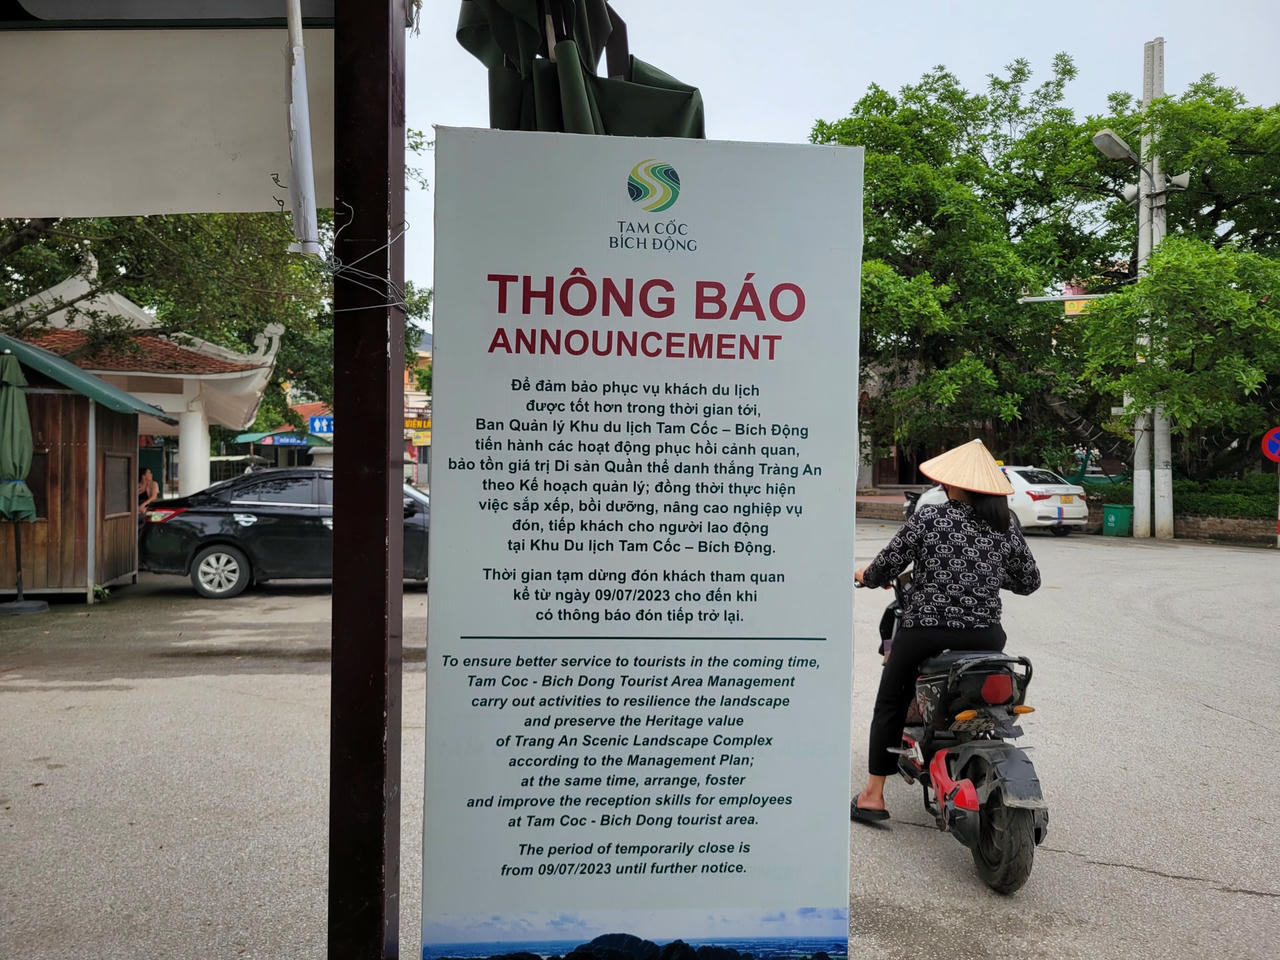 TAM CỐC
BÍCH ĐỘNG
THÔNG BÁO
ANNOUNCEMENT
Để đảm bảo phục vụ khách du lịch
được tốt hơn trong thời gian tới,
Ban Quản lý Khu du lịch Tam Cốc – Bích Động
tiến hành các hoạt động phục hồi cảnh quan,
bảo tồn giá trị Di sản Quần thể danh thắng Tràng An
theo Kế hoạch quản lý; đồng thời thực hiện
việc sắp xếp, bồi dưỡng, nâng cao nghiệp vụ
đón, tiếp khách cho người lao động
tại Khu Du lịch Tam Cốc – Bích Động.
Thời gian tạm dừng đón khách tham quan
kể từ ngày 09/07/2023 cho đến khi
có thông báo đón tiếp trở lại.
To ensure better service to tourists in the coming time,
Tam Coc - Bich Dong Tourist Area Management
carry out activities to resilience the landscape
and preserve the Heritage value
of Trang An Scenic Landscape Complex
according to the Management Plan;
at the same time, arrange, foster
and improve the reception skills for employees
at Tam Coc - Bich Dong tourist area.
The period of temporarily close is
from 09/07/2023 until further notice.